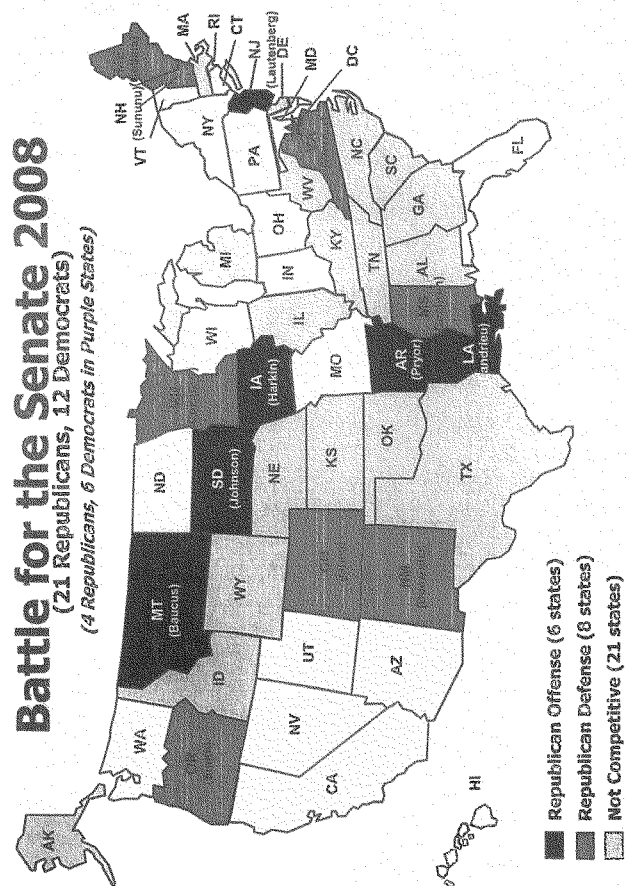 Battle for the Senate 2008
(21 Republicans, 12 Democrats)
(4 Republicans, 6 Democrats in Purple States)
AK
WA
MT
(Baucus)
ND
ID
SD
(Johnson)
WY
NE
IA
(Harkin)
WI
MI
IL
IN
OH
PA
NY
NH
(Sununu)
VT
MA
RI
CT
NJ
(Lautenberg)
DE
MD
DC
WV
KY
NC
TN
SC
GA
AL
FL
MO
AR
(Pryor)
LA
KS
OK
TX
NV
UT
CA
AZ
HI
Republican Offense (6 states)
Republican Defense (8 states)
Not Competitive (21 states)